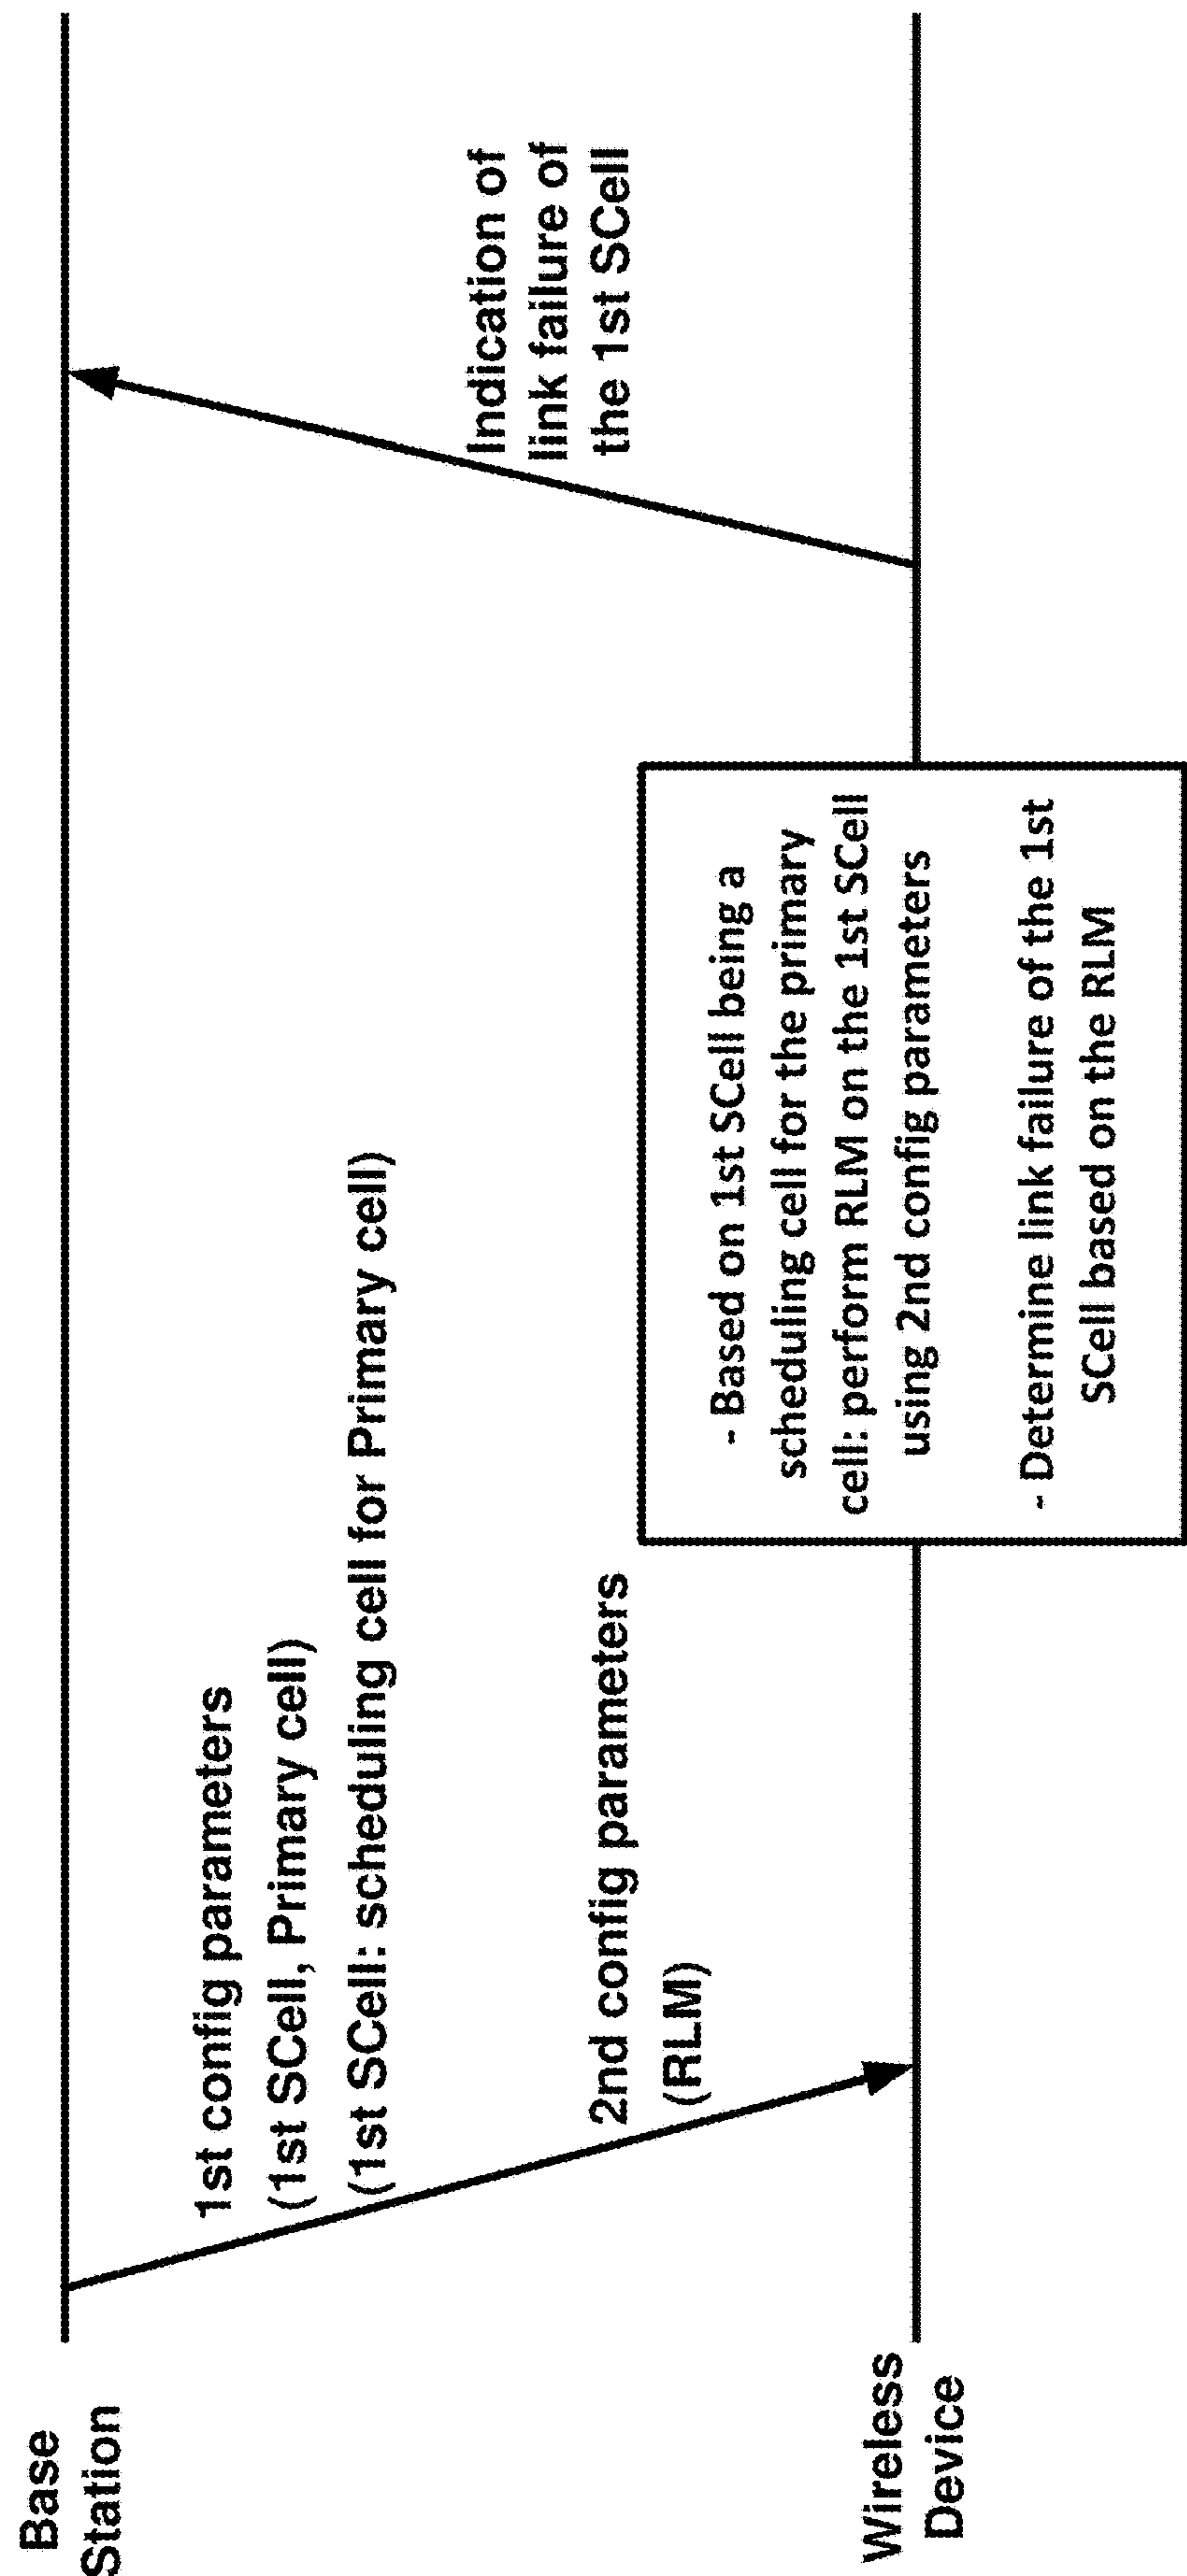 Base
Station
1st config parameters
(1st SCell, Primary cell)
(1st SCell: scheduling cell for Primary cell)
2nd config parameters
(RLM)
Indication of
link failure of
the 1st SCell
- Based on 1st SCell being a
scheduling cell for the primary
cell: perform RLM on the 1st SCell
using 2nd config parameters
- Determine link failure of the 1st
SCell based on the RLM
Wireless
Device